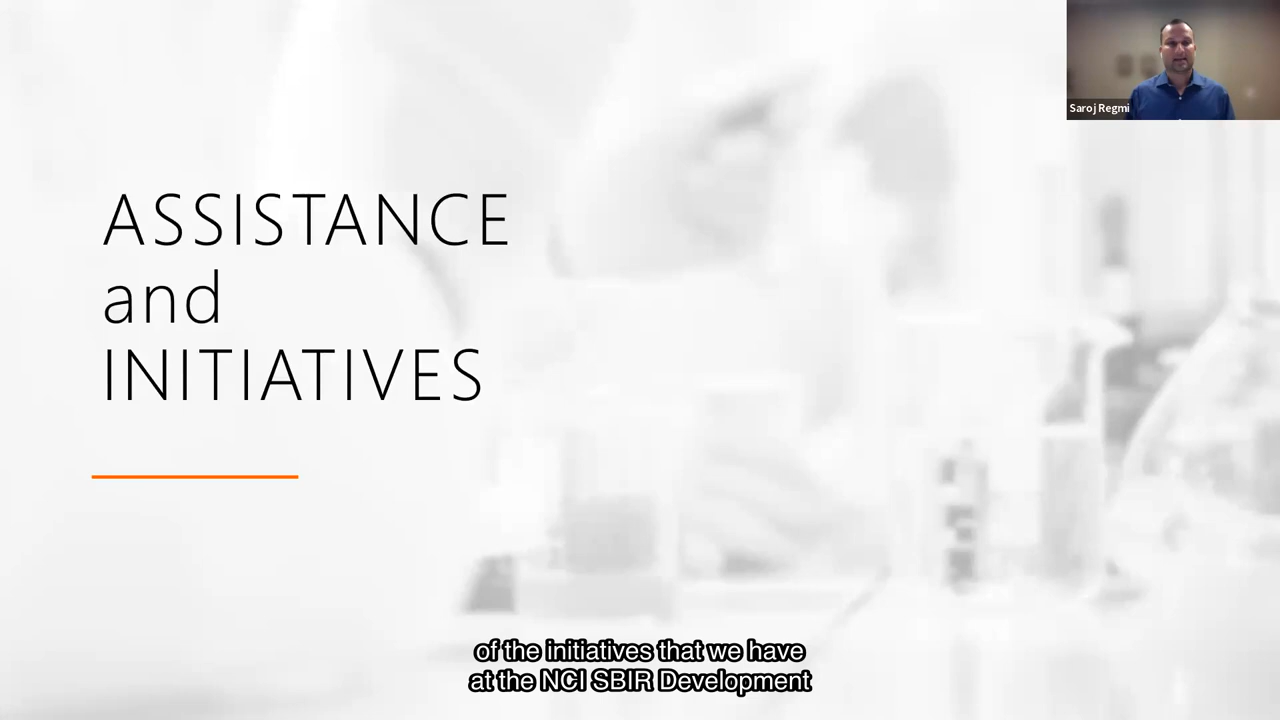 Saroj Regmi
ASSISTANCE
and
INITIATIVES
of the initiatives that we have
at the NCI SBIR Development